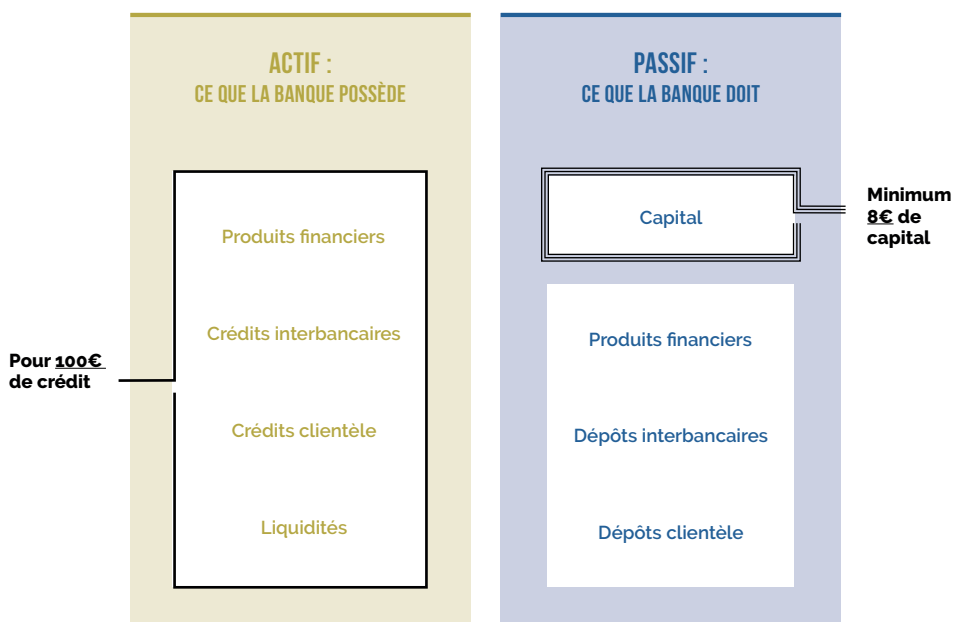 ACTIF :
CE QUE LA BANQUE POSSÈDE
Produits financiers
Crédits interbancaires
Crédits clientèle
Liquidités
Pour 100€
de crédit
PASSIF :
CE QUE LA BANQUE DOIT
Capital
Produits financiers
Dépôts interbancaires
Dépôts clientèle
Minimum
8€ de
capital